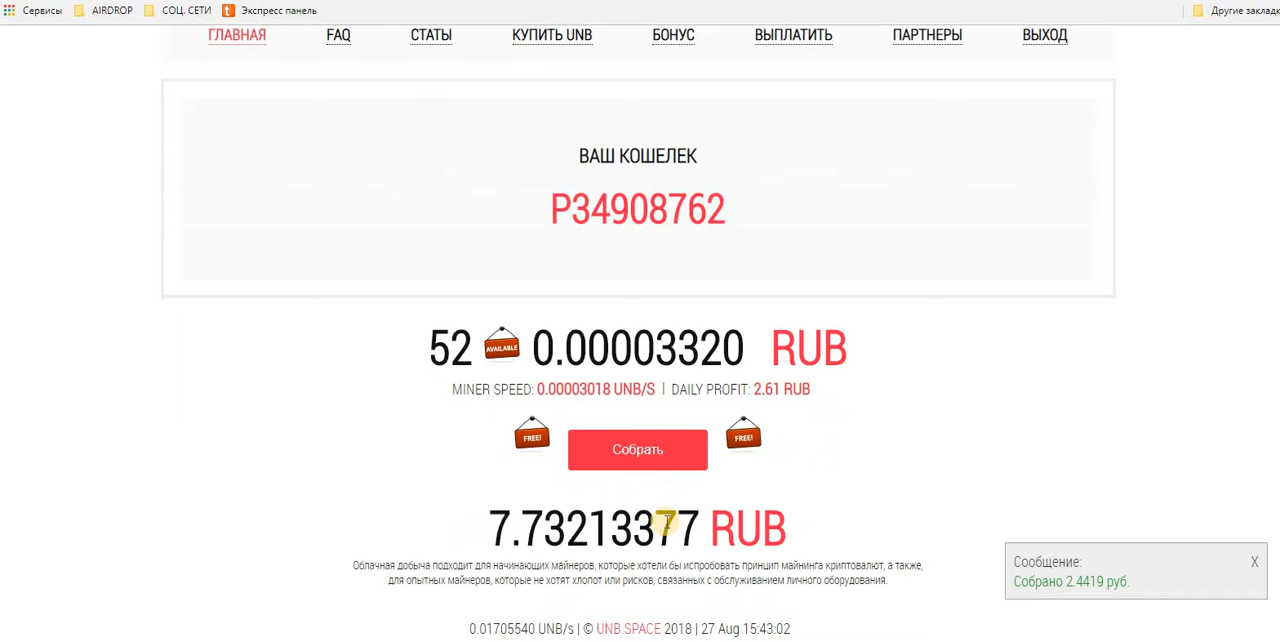 Сервисы AIRDROP СОЦ. СЕТИ t Экспресс панель Другие заклад
ГЛАВНАЯ FAQ СТАТЫ КУПИТЬ UNB БОНУС ВЫПЛАТИТЬ ПАРТНЕРЫ ВЫХОД
ВАШ КОШЕЛЕК
P34908762
52 AVAILABLE 0.00003320 RUB
MINER SPEED: 0.00003018 UNB/S | DAILY PROFIT: 2.61 RUB
FREE! Собрать FREE!
7.73213377 RUB
Облачная добыча подходит для начинающих майнеров, которые хотели бы испробовать принцип майнинга криптовалют, а также,
для опытных майнеров, которые не хотят хлопот или рисков, связанных с обслуживанием личного оборудования.
Сообщение: X
Собрано 2.4419 руб.
0.01705540 UNB/s | © UNB.SPACE 2018 | 27 Aug 15:43:02